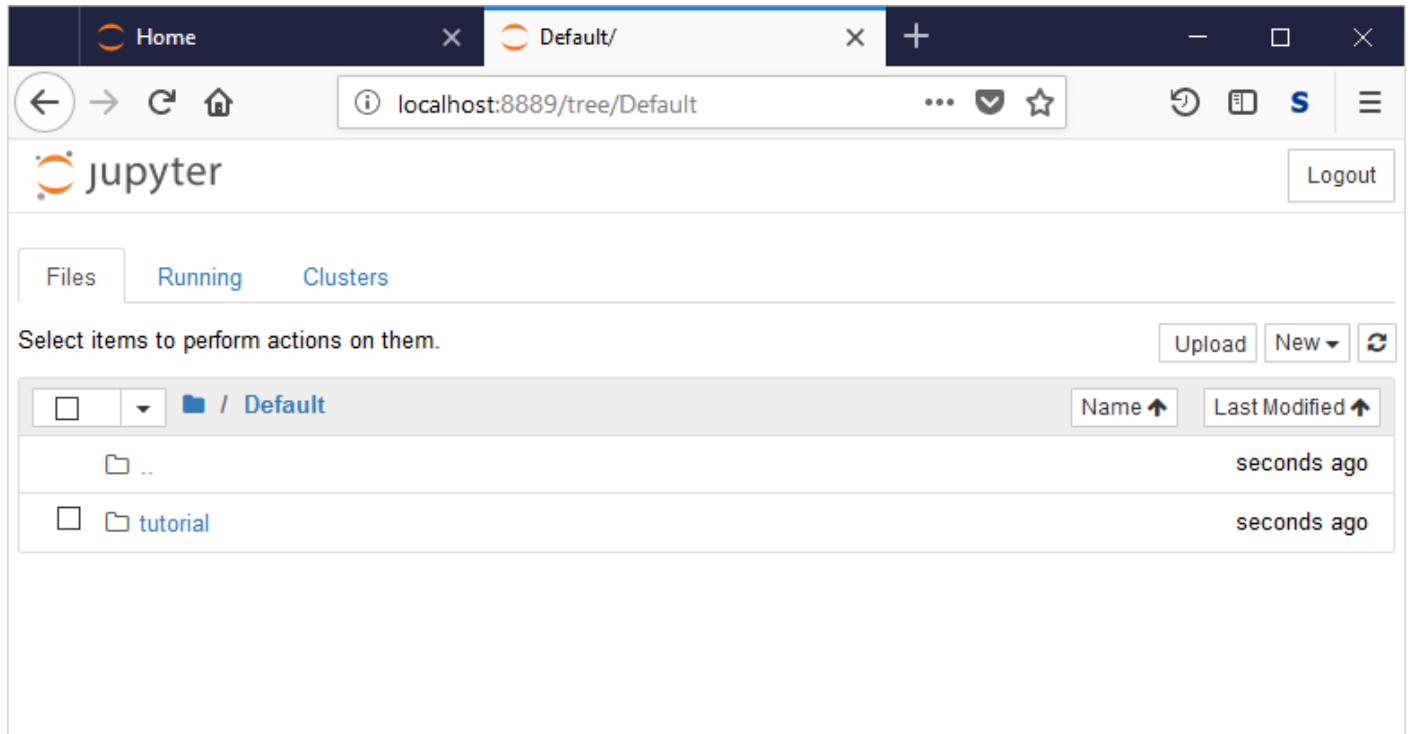 Home Default/
localhost:8889/tree/Default
jupyter Logout
Files Running Clusters
Select items to perform actions on them. Upload New
/ Default Name Last Modified
.. seconds ago
tutorial seconds ago